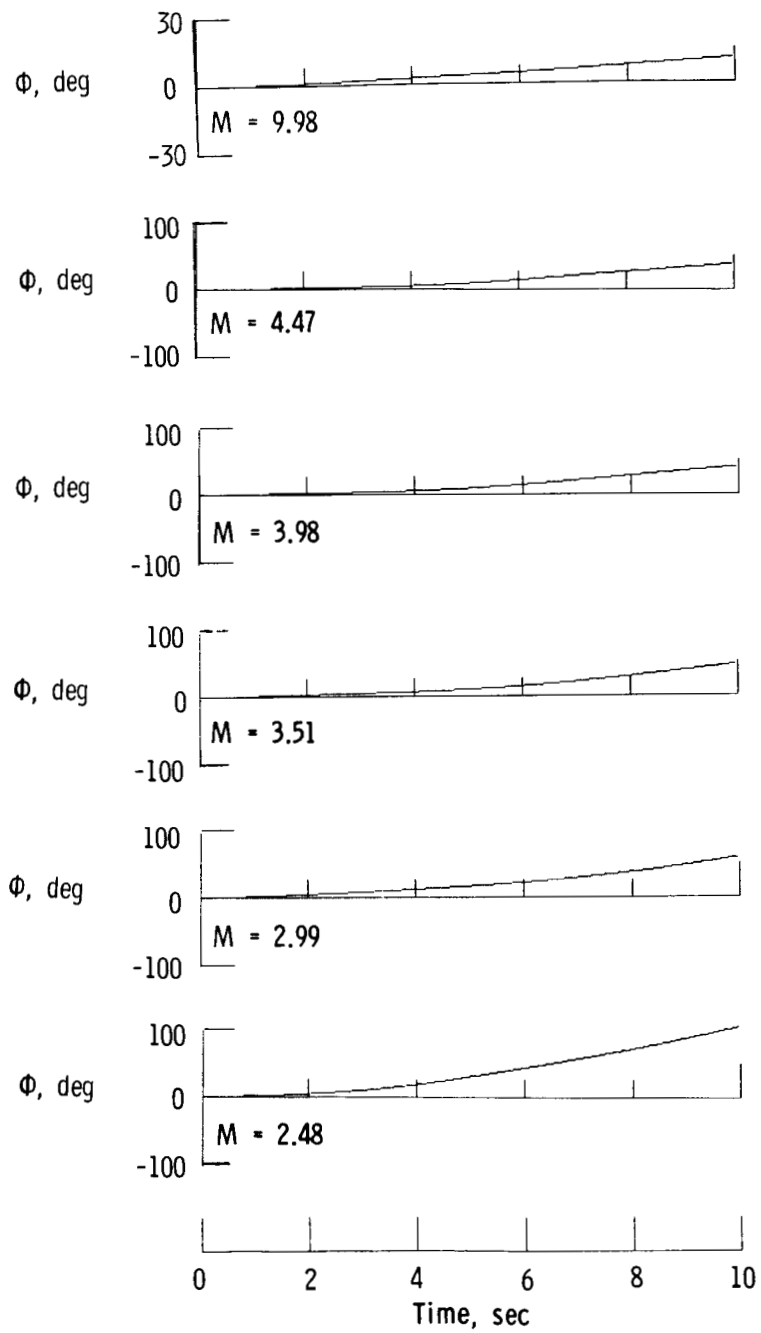 30
Φ, deg
0
M = 9.98
-30
100
Φ, deg
0
M = 4.47
-100
100
Φ, deg
0
M = 3.98
-100
100
Φ, deg
0
M = 3.51
-100
100
Φ, deg
0
M = 2.99
-100
100
Φ, deg
0
M = 2.48
-100
0 2 4 6 8 10
Time, sec